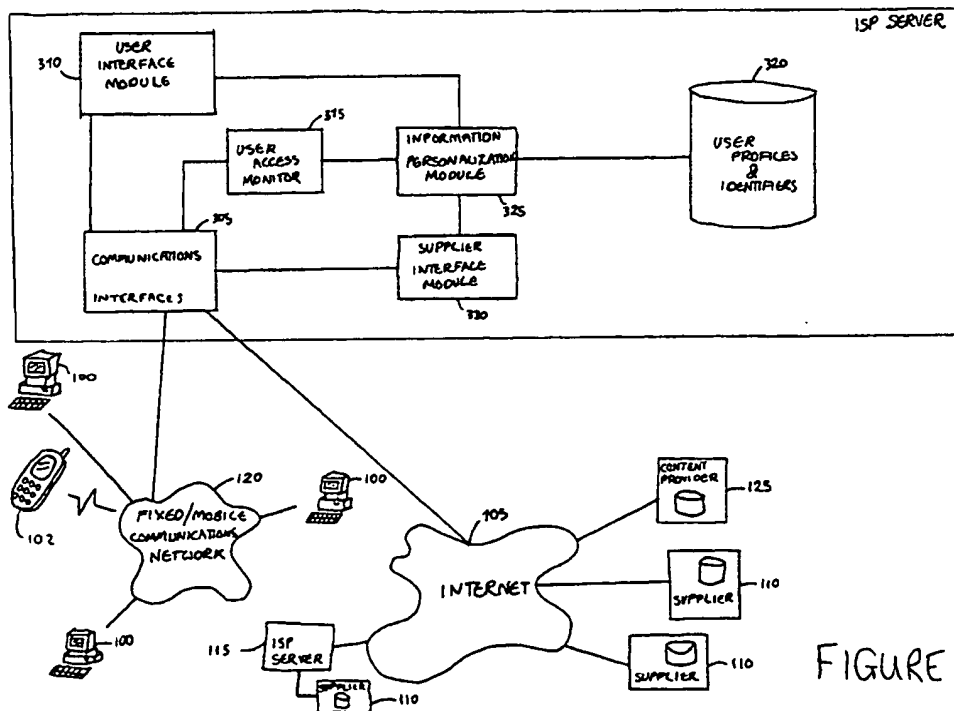 ISP SERVER
310
USER
INTERFACE
MODULE
315
USER
ACCESS
MONITOR
INFORMATION
PERSONALIZATION
MODULE
325
320
USER
PROFILES
&
IDENTIFIERS
305
COMMUNICATIONS
INTERFACES
SUPPLIER
INTERFACE
MODULE
330
100
102
120
FIXED/MOBILE
COMMUNICATIONS
NETWORK
100
100
105
INTERNET
CONTENT
PROVIDER
125
SUPPLIER
110
SUPPLIER
110
115
ISP
SERVER
SUPPLIER
110
FIGURE